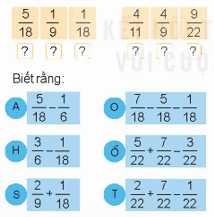 5/18 1/9 1/18 4/11 4/9 9/22
? ? ? ? ? ?
Biết rằng:
A 5/18 - 1/6 O 7/18 - 5/18 - 1/18
H 3/6 - 1/18 Ố 5/22 + 7/22 - 3/22
S 2/9 + 1/18 T 2/22 + 7/22 - 1/22